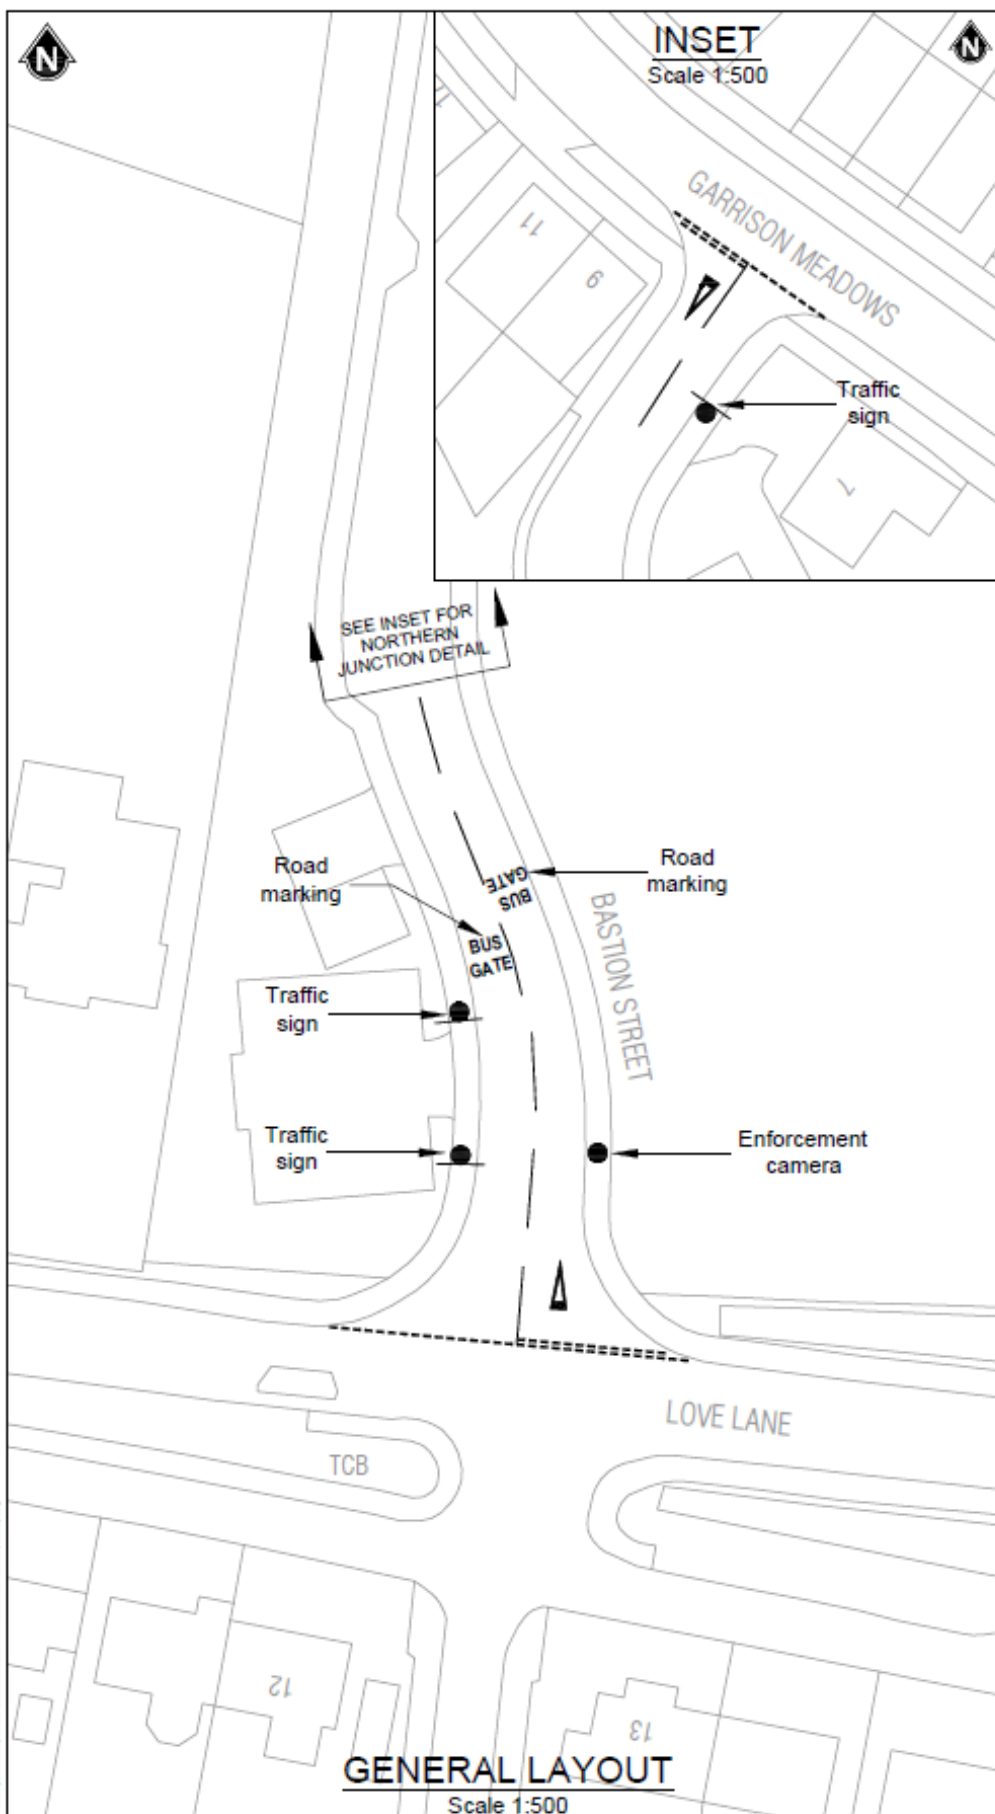 N
INSET
Scale 1:500
N
GARRISON MEADOWS
11
9
Traffic
sign
7
SEE INSET FOR
NORTHERN
JUNCTION DETAIL
Road
marking
BUS
GATE
Road
marking
BUS
GATE
BASTION STREET
Traffic
sign
Traffic
sign
Enforcement
camera
LOVE LANE
TCB
12
13
GENERAL LAYOUT
Scale 1:500